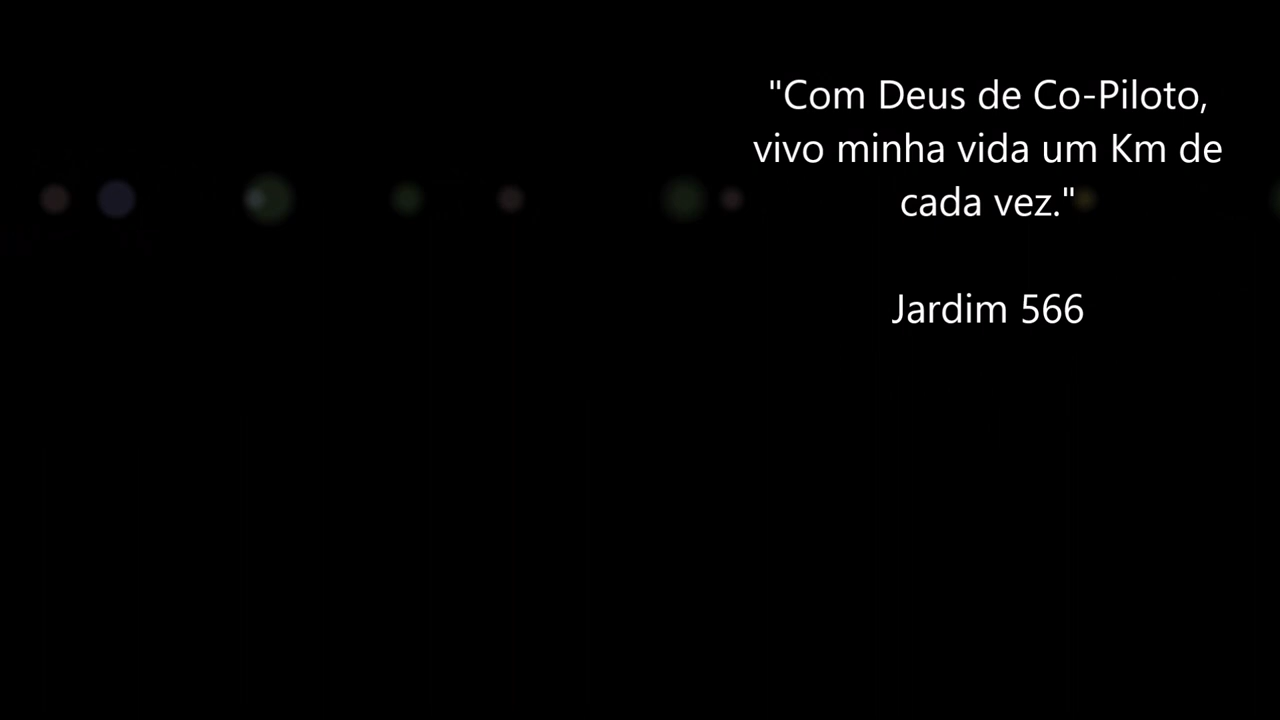 "Com Deus de Co-Piloto,
vivo minha vida um Km de
cada vez."
Jardim 566